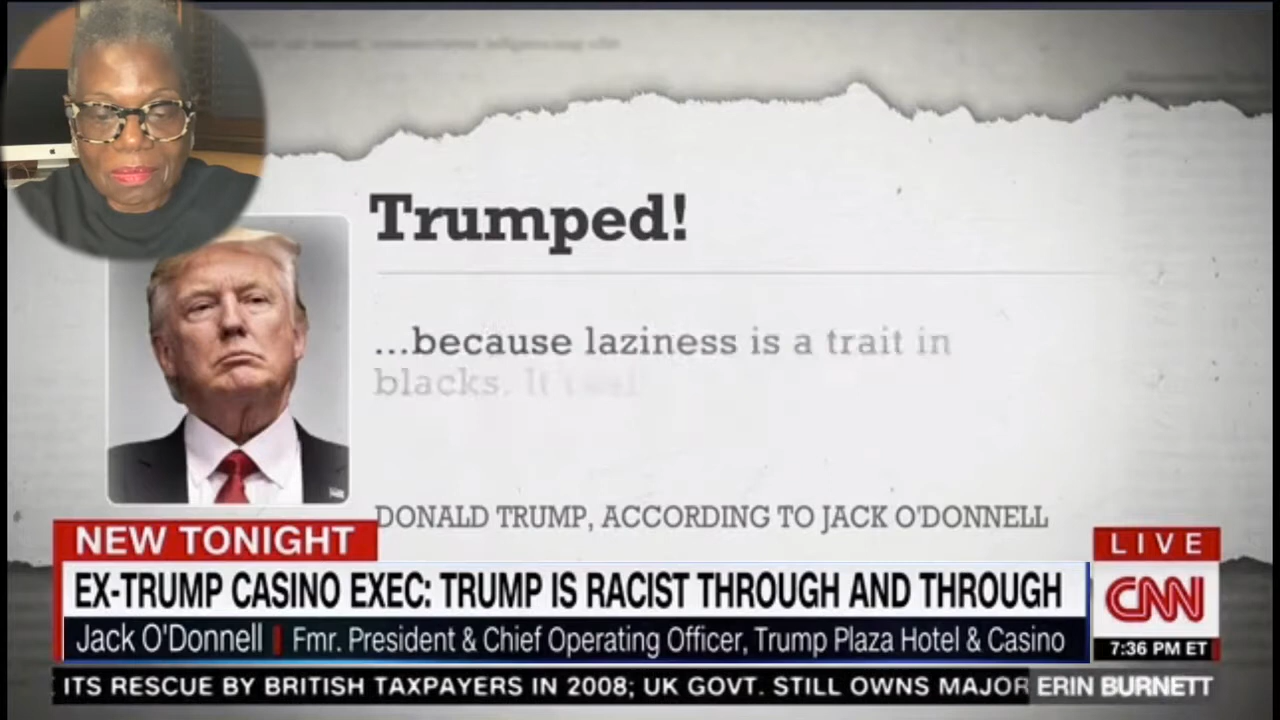 Trumped!
...because laziness is a trait in
blacks. It
DONALD TRUMP, ACCORDING TO JACK O'DONNELL
NEW TONIGHT
LIVE
EX-TRUMP CASINO EXEC: TRUMP IS RACIST THROUGH AND THROUGH
CNN
Jack O'Donnell | Fmr. President & Chief Operating Officer, Trump Plaza Hotel & Casino
7:36 PM ET
ITS RESCUE BY BRITISH TAXPAYERS IN 2008; UK GOVT. STILL OWNS MAJOR
ERIN BURNETT